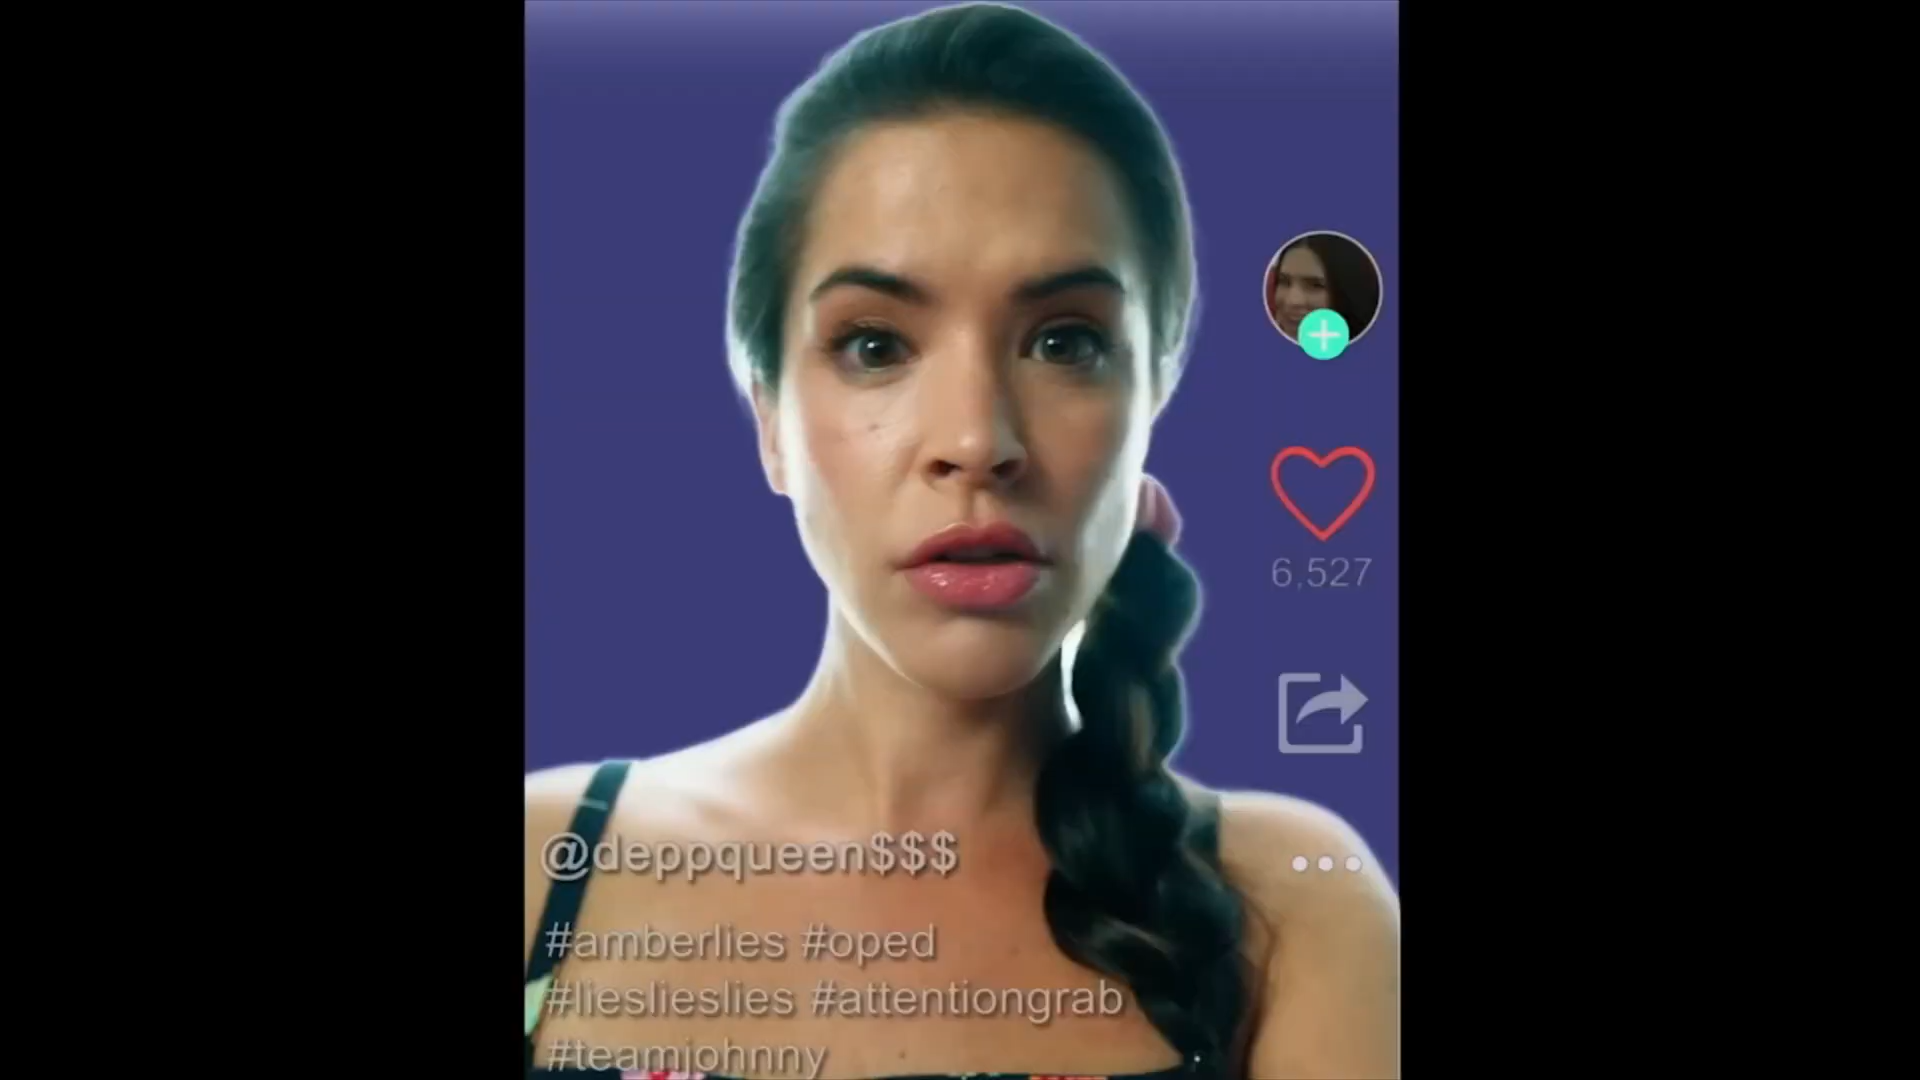 6,527
@deppqueen$$$
#amberlies #oped
#lieslieslies #attentiongrab
#teamjohnny